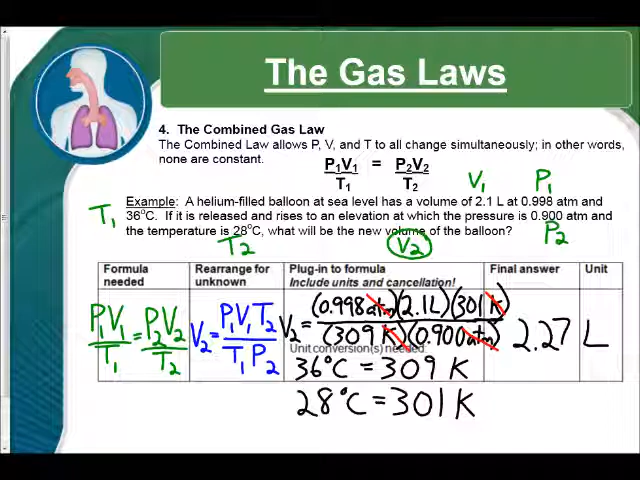 The Gas Laws
4. The Combined Gas Law
The Combined Law allows P, V, and T to all change simultaneously; in other words,
none are constant.
P₁V₁ = P₂V₂
T₁ T₂
V₁ P₁
Example: A helium-filled balloon at sea level has a volume of 2.1 L at 0.998 atm and
T₁
36°C. If it is released and rises to an elevation at which the pressure is 0.900 atm and
the temperature is 28°C, what will be the new volume of the balloon?
T₂ V₂ P₂
Formula needed
Rearrange for unknown
Plug-in to formula
Include units and cancellation!
Final answer
Unit
P₁V₁ = P₂V₂
T₁ T₂
V₂ = P₁V₁T₂
T₁P₂
V₂ = (0.998 atm)(2.1 L)(301 K)
(309 K)(0.900 atm)
2.27
L
Unit conversion(s) needed:
36°C = 309 K
28°C = 301 K